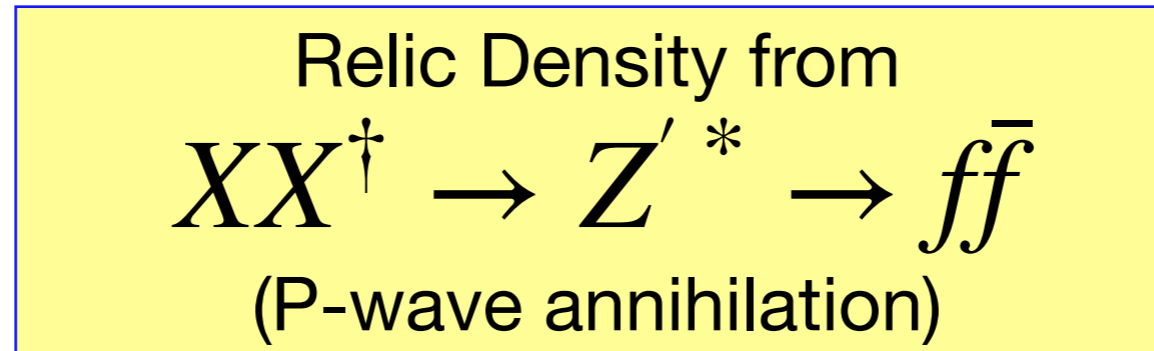 Relic Density from
XX† → Z′* → ff̄
(P-wave annihilation)